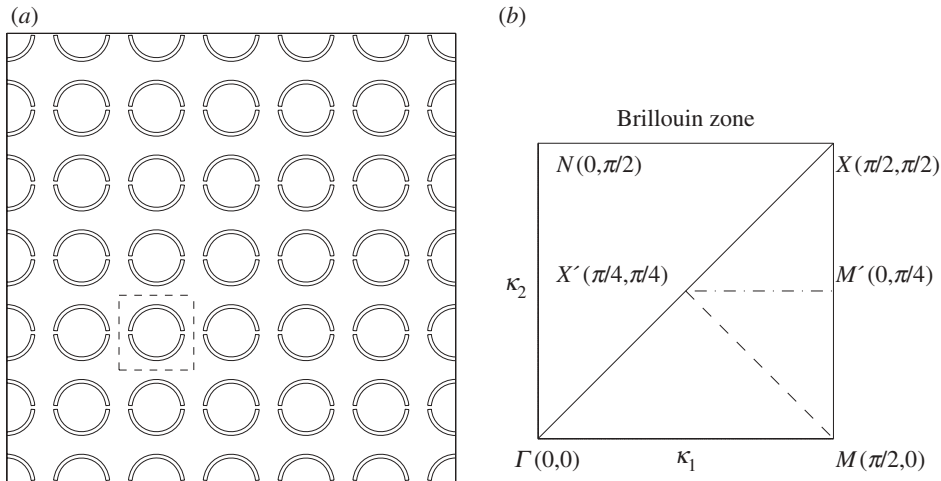 (a)
(b)
Brillouin zone
N(0,π/2)
X(π/2,π/2)
κ2
X´(π/4,π/4)
M´(0,π/4)
Γ(0,0)
κ1
M(π/2,0)